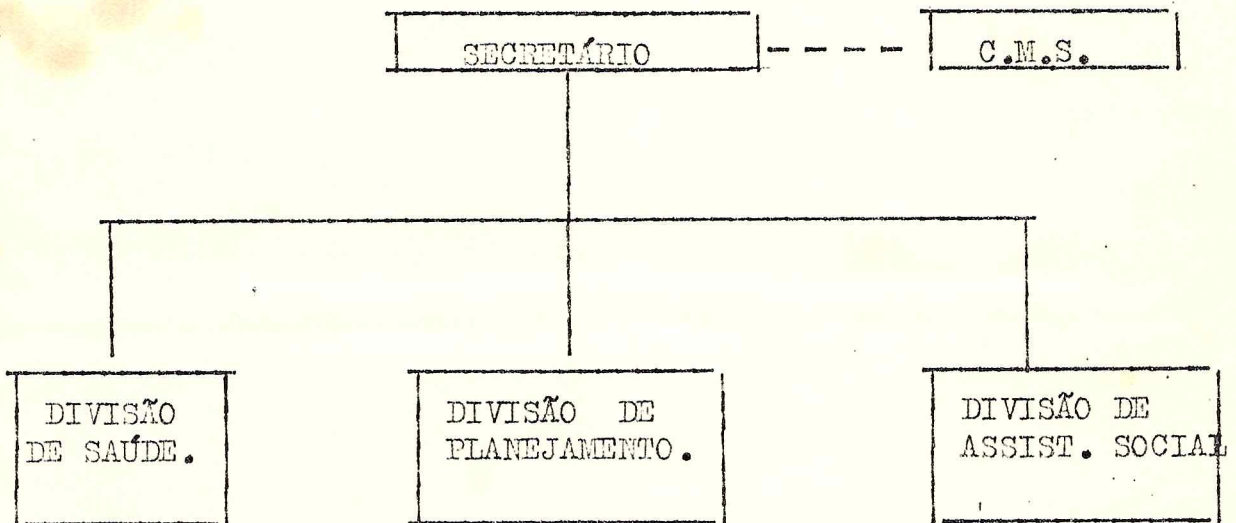 SECRETÁRIO
C.M.S.
DIVISÃO
DE SAÚDE.
DIVISÃO DE
PLANEJAMENTO.
DIVISÃO DE
ASSIST. SOCIAL